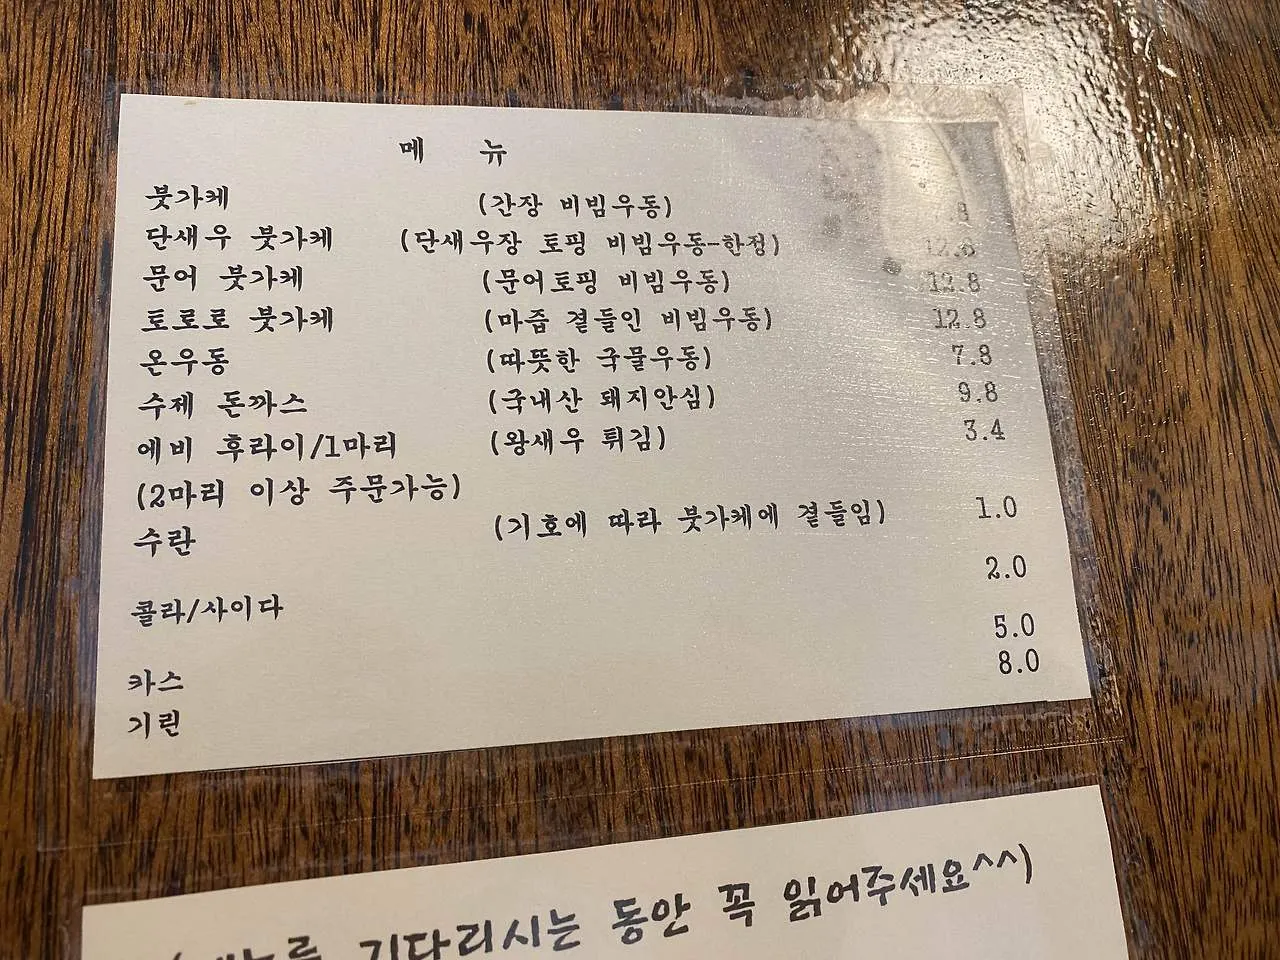 메 뉴
붓가케 (간장 비빔우동)
단새우 붓가케 (단새우장 토핑 비빔우동-한정)
문어 붓가케 (문어토핑 비빔우동) 12.8
토로로 붓가케 (마즙 곁들인 비빔우동) 12.8
온우동 (따뜻한 국물우동) 7.8
수제 돈까스 (국내산 돼지안심) 9.8
에비 후라이/1마리 (왕새우 튀김) 3.4
(2마리 이상 주문가능)
수란 (기호에 따라 붓가케에 곁들임) 1.0
콜라/사이다 2.0
카스 5.0
기린 8.0
기다리시는 동안 꼭 읽어주세요^^)